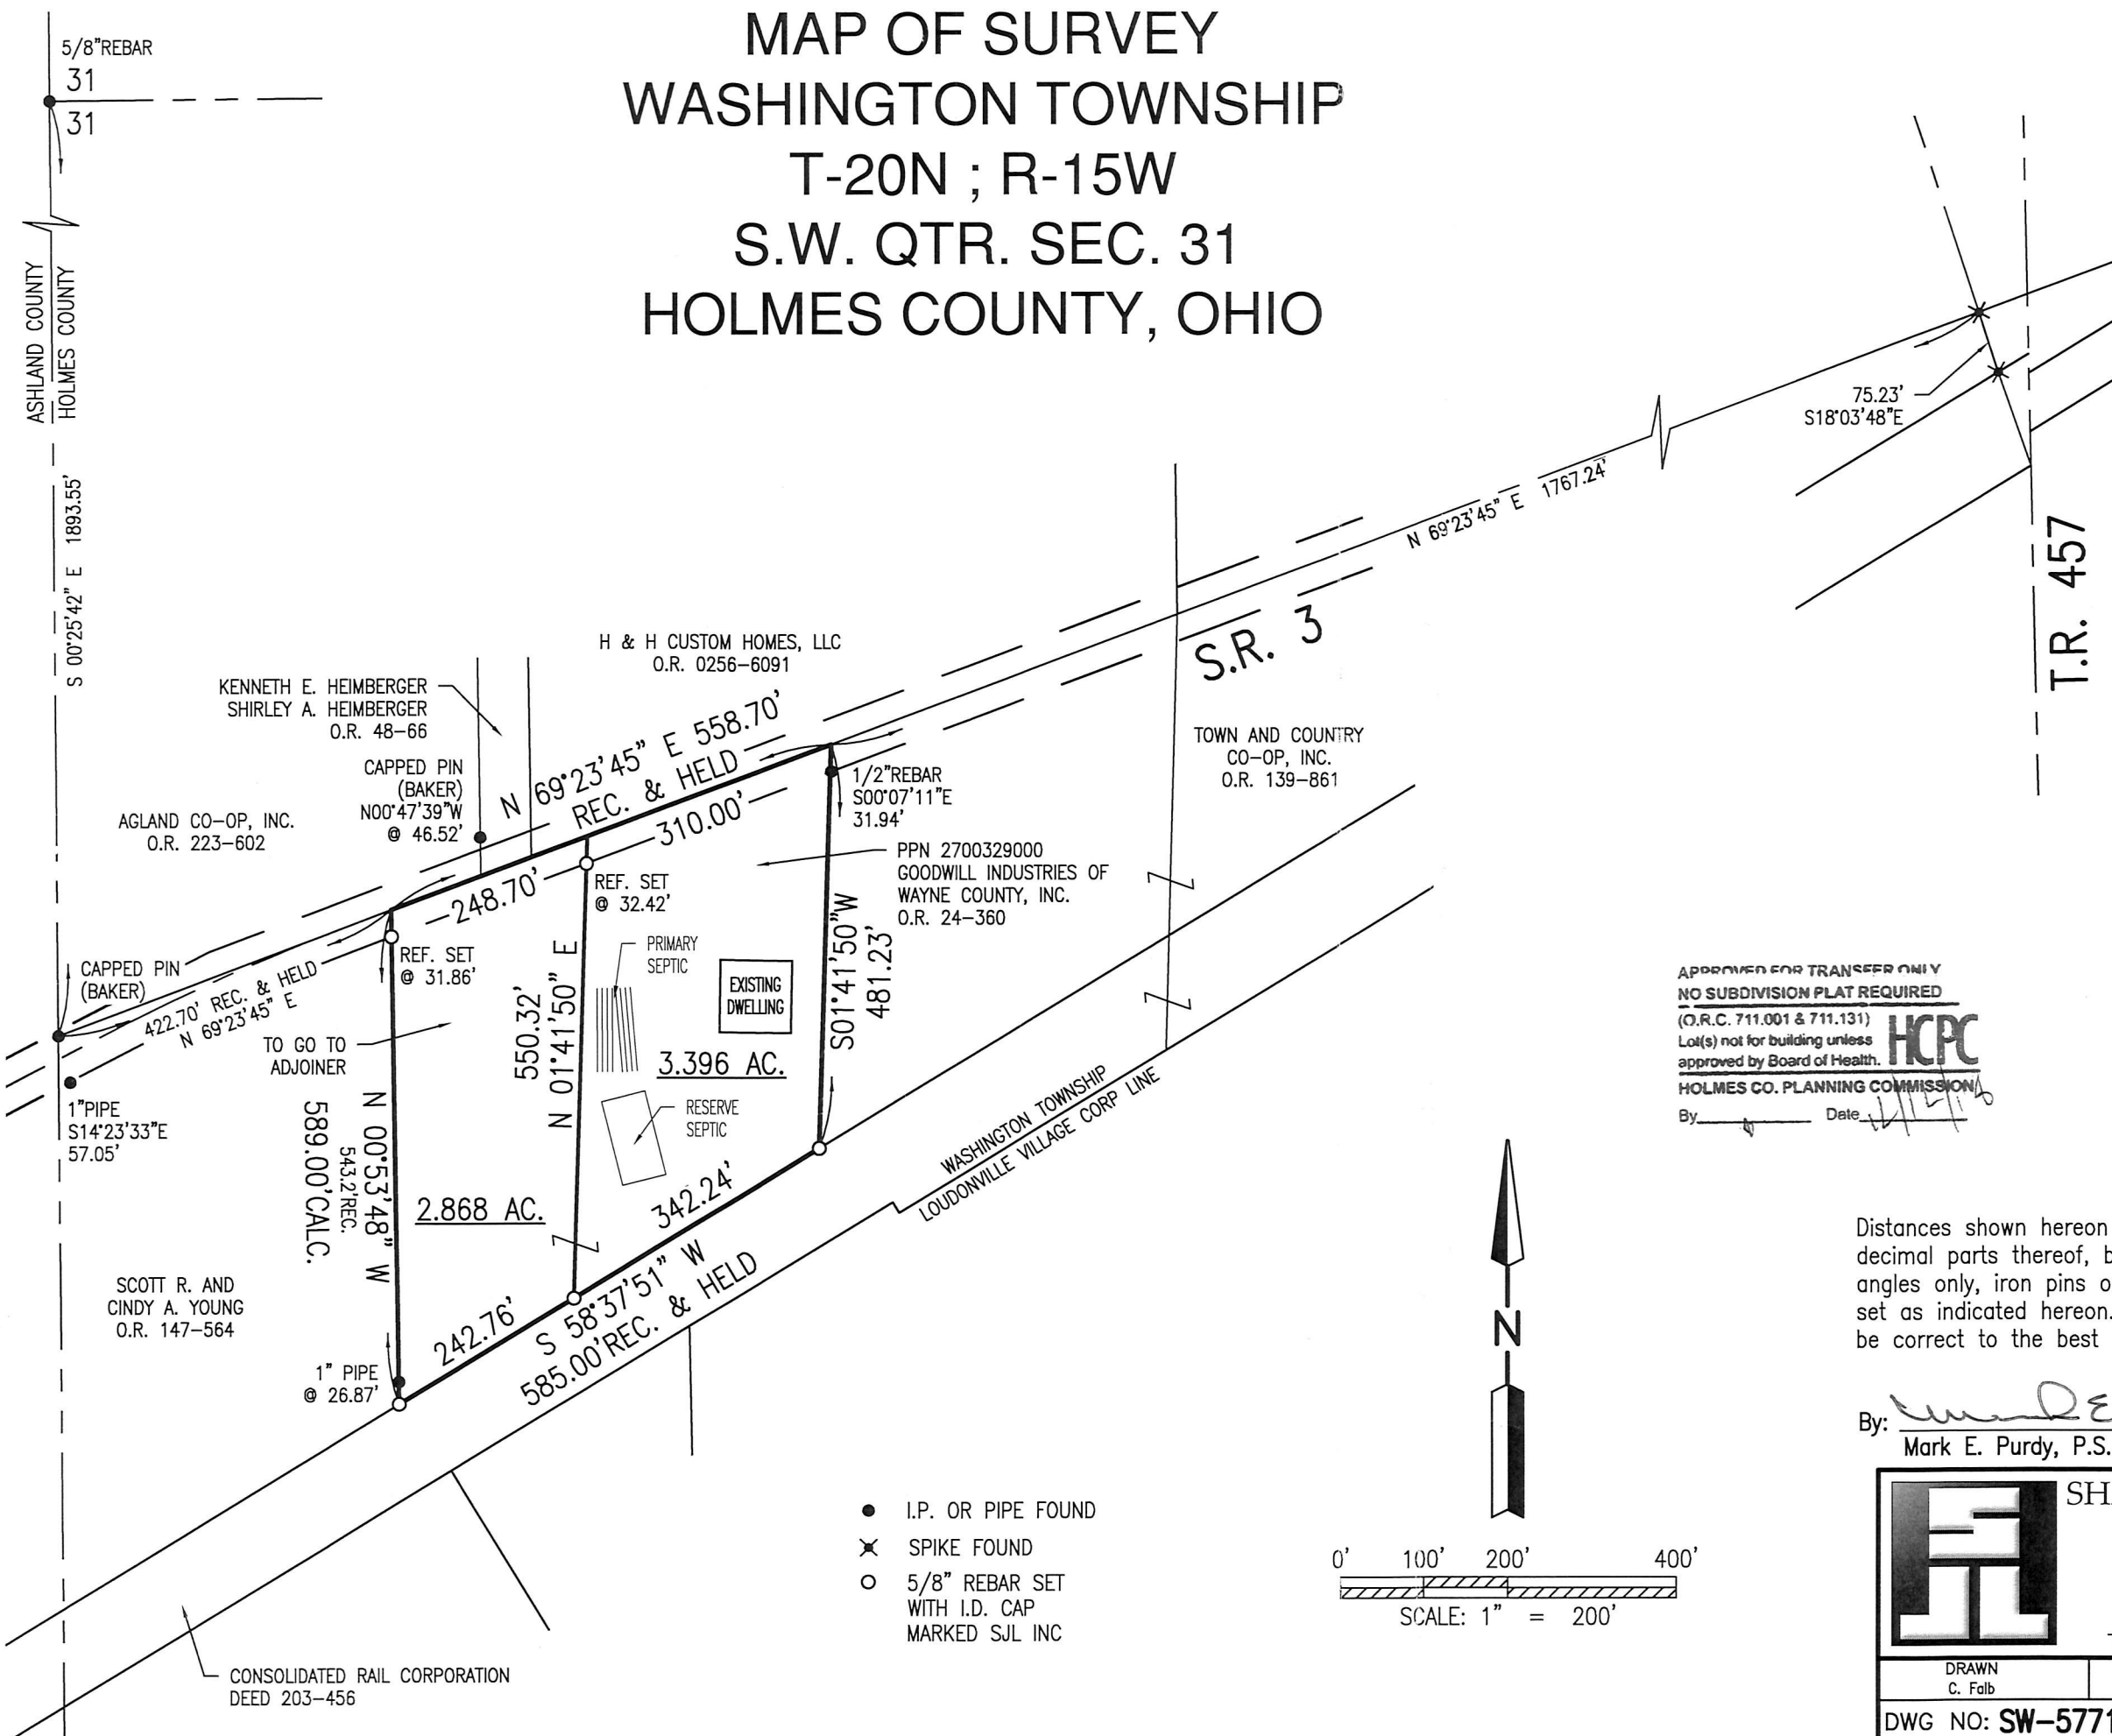 MAP OF SURVEY
WASHINGTON TOWNSHIP
T-20N ; R-15W
S.W. QTR. SEC. 31
HOLMES COUNTY, OHIO
5/8"REBAR
31
31
ASHLAND COUNTY
HOLMES COUNTY
S 00°25'42" E 1893.55'
75.23'
S18°03'48"E
N 69°23'45" E 1767.24'
T.R. 457
S.R. 3
H & H CUSTOM HOMES, LLC
O.R. 0256-6091
KENNETH E. HEIMBERGER
SHIRLEY A. HEIMBERGER
O.R. 48-66
CAPPED PIN
(BAKER)
N00°47'39"W
@ 46.52'
N 69°23'45" E 558.70'
REC. & HELD
310.00'
248.70'
TOWN AND COUNTRY
CO-OP, INC.
O.R. 139-861
1/2"REBAR
S00°07'11"E
31.94'
AGLAND CO-OP, INC.
O.R. 223-602
PPN 2700329000
GOODWILL INDUSTRIES OF
WAYNE COUNTY, INC.
O.R. 24-360
REF. SET
@ 32.42'
REF. SET
@ 31.86'
PRIMARY
SEPTIC
EXISTING
DWELLING
CAPPED PIN
(BAKER)
422.70' REC. & HELD
N 69°23'45" E
TO GO TO
ADJOINER
550.32'
N 01°41'50" E
S01°41'50"W
481.23'
3.396 AC.
RESERVE
SEPTIC
1"PIPE
S14°23'33"E
57.05'
N 00°53'48" W
543.2'REC.
589.00'CALC.
2.868 AC.
342.24'
WASHINGTON TOWNSHIP
LOUDONVILLE VILLAGE CORP LINE
SCOTT R. AND
CINDY A. YOUNG
O.R. 147-564
242.76'
S 58°37'51" W
585.00'REC. & HELD
1" PIPE
@ 26.87'
CONSOLIDATED RAIL CORPORATION
DEED 203-456
I.P. OR PIPE FOUND
SPIKE FOUND
5/8" REBAR SET
WITH I.D. CAP
MARKED SJL INC
N
0' 100' 200' 400'
SCALE: 1" = 200'
APPROVED FOR TRANSFER ONLY
NO SUBDIVISION PLAT REQUIRED
(O.R.C. 711.001 & 711.131)
Lot(s) not for building unless
approved by Board of Health.
HCPC
HOLMES CO. PLANNING COMMISSION
By Date
Distances shown hereon
decimal parts thereof, b
angles only, iron pins o
set as indicated hereon.
be correct to the best
By:
Mark E. Purdy, P.S.
SH
SJL
DRAWN
C. Falb
DWG NO: SW-5771